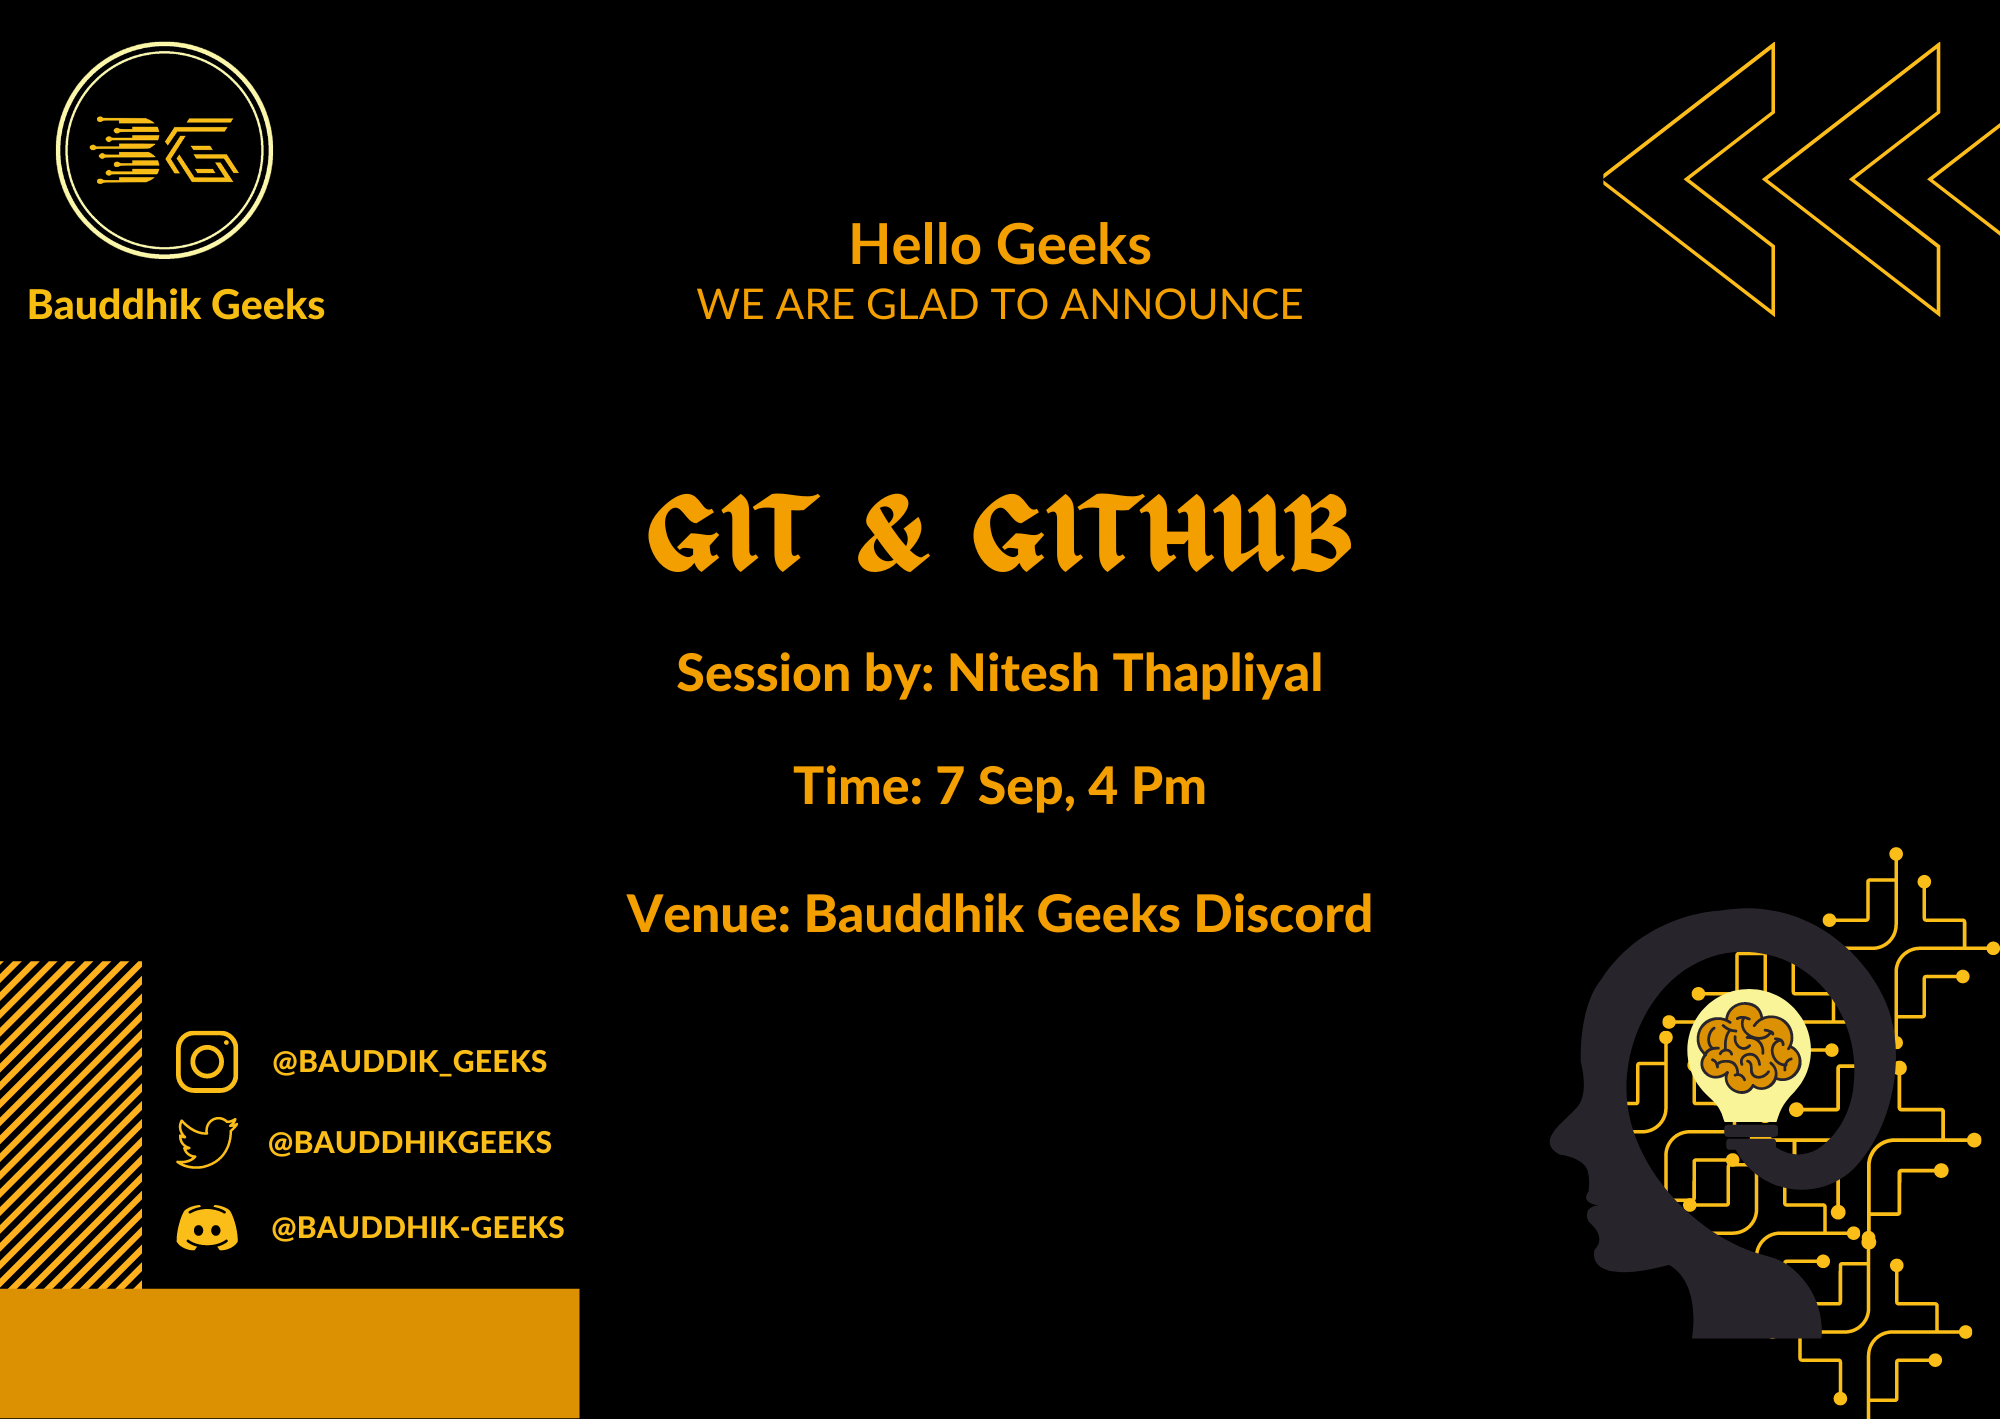 BG
Bauddhik Geeks
Hello Geeks
WE ARE GLAD TO ANNOUNCE
GIT & GITHUB
Session by: Nitesh Thapliyal
Time: 7 Sep, 4 Pm
Venue: Bauddhik Geeks Discord
@BAUDDIK_GEEKS
@BAUDDHIKGEEKS
@BAUDDHIK-GEEKS